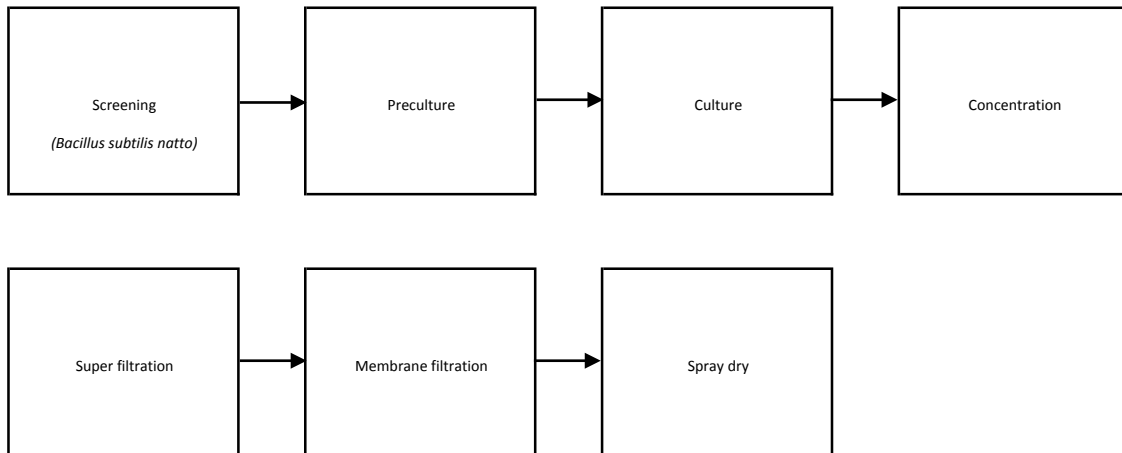 Screening
(Bacillus subtilis natto)
Preculture
Culture
Concentration
Super filtration
Membrane filtration
Spray dry